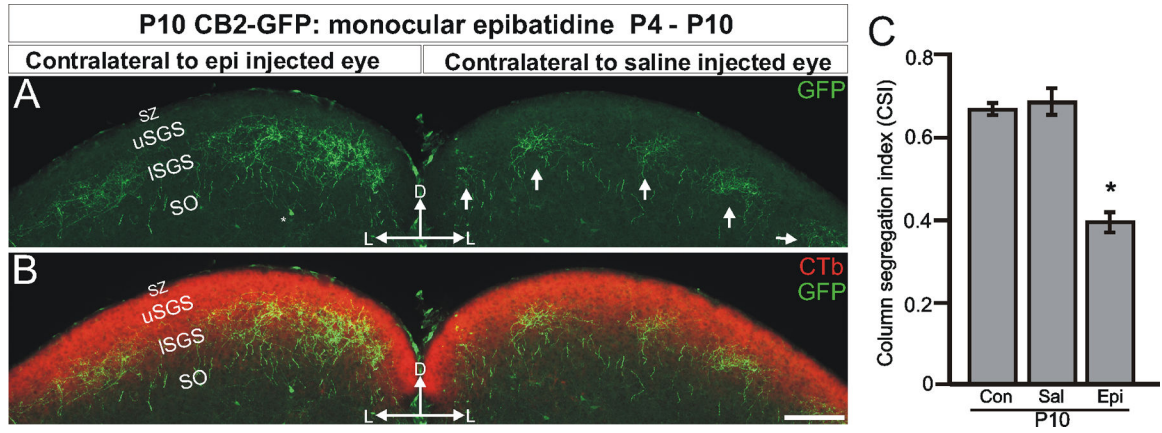 P10 CB2-GFP: monocular epibatidine P4 - P10
Contralateral to epi injected eye
Contralateral to saline injected eye
A
GFP
sz
uSGS
lSGS
SO
*
D
L
L
B
CTb
GFP
sz
uSGS
lSGS
SO
D
L
L
C
Column segregation index (CSI)
0.8
0.6
0.4
0.8
0
*
Con
Sal
Epi
P10